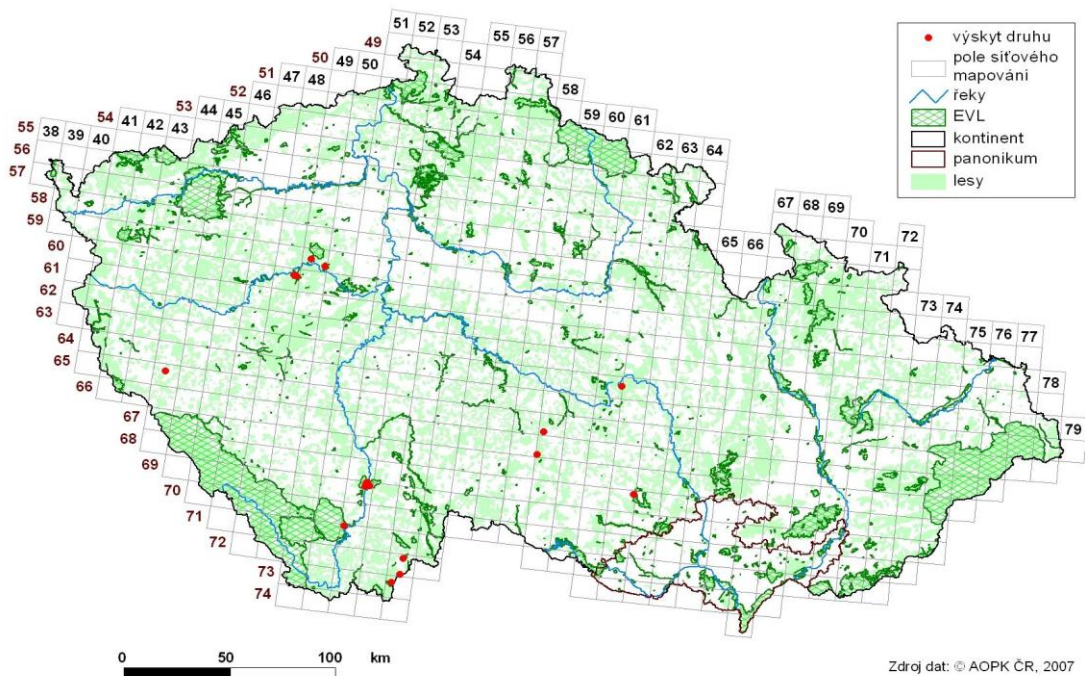 51 52 53
54
55 56 57
49
50
49 50
51
47 48
52
46
53
44 45
54
41 42 43
55
38 39 40
56
57
58
59
60
61
62
63
64
65
66
67
68
69
70
71
72
73
74
58
59 60 61
62 63 64
65 66
67 68 69
70
71
72
73 74
75 76 77
78
79
výskyt druhu
pole síťového
mapování
řeky
EVL
kontinent
panonikum
lesy
0 50 100 km
Zdroj dat: © AOPK ČR, 2007